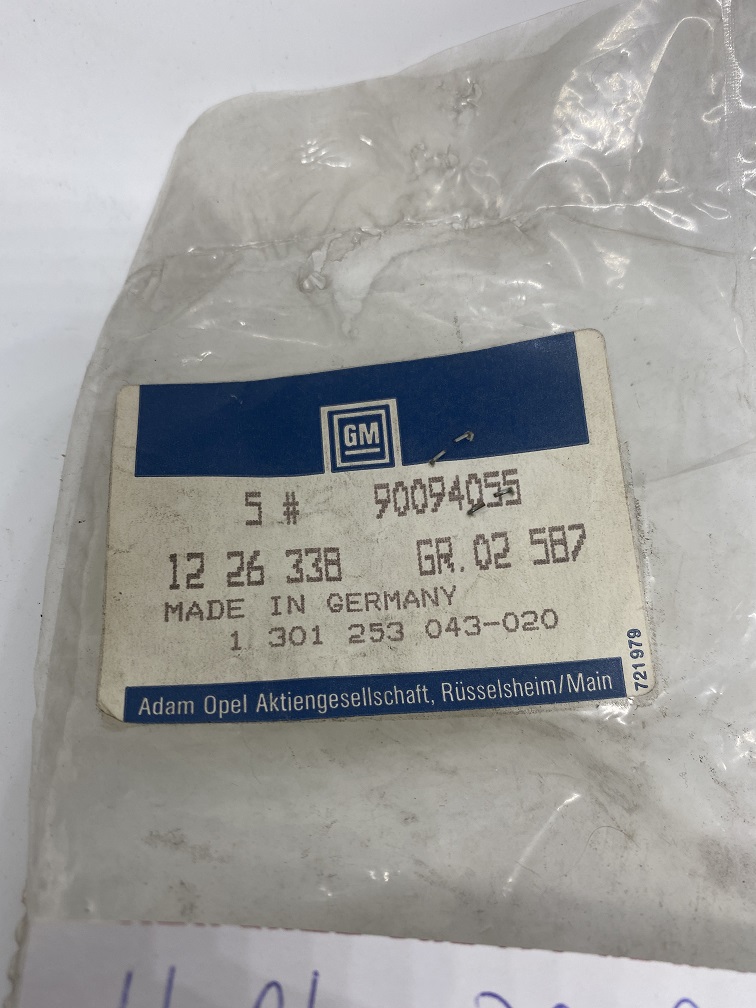 GM
S # 90094055
12 26 338 GR.02 587
MADE IN GERMANY
1 301 253 043-020
721979
Adam Opel Aktiengesellschaft, Rüsselsheim/Main